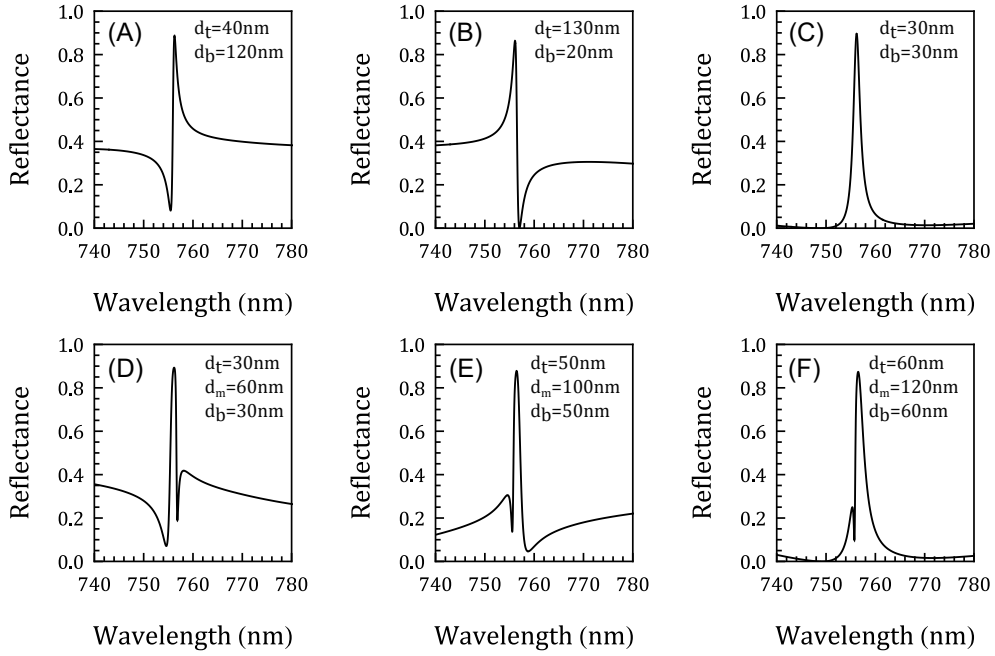 (A)
dt=40nm
db=120nm
1.0
0.8
0.6
0.4
0.2
0.0
740 750 760 770 780
Reflectance
Wavelength (nm)
(B)
dt=130nm
db=20nm
1.0
0.8
0.6
0.4
0.2
0.0
740 750 760 770 780
Reflectance
Wavelength (nm)
(C)
dt=30nm
db=30nm
1.0
0.8
0.6
0.4
0.2
0.0
740 750 760 770 780
Reflectance
Wavelength (nm)
(D)
dt=30nm
dm=60nm
db=30nm
1.0
0.8
0.6
0.4
0.2
0.0
740 750 760 770 780
Reflectance
Wavelength (nm)
(E)
dt=50nm
dm=100nm
db=50nm
1.0
0.8
0.6
0.4
0.2
0.0
740 750 760 770 780
Reflectance
Wavelength (nm)
(F)
dt=60nm
dm=120nm
db=60nm
1.0
0.8
0.6
0.4
0.2
0.0
740 750 760 770 780
Reflectance
Wavelength (nm)